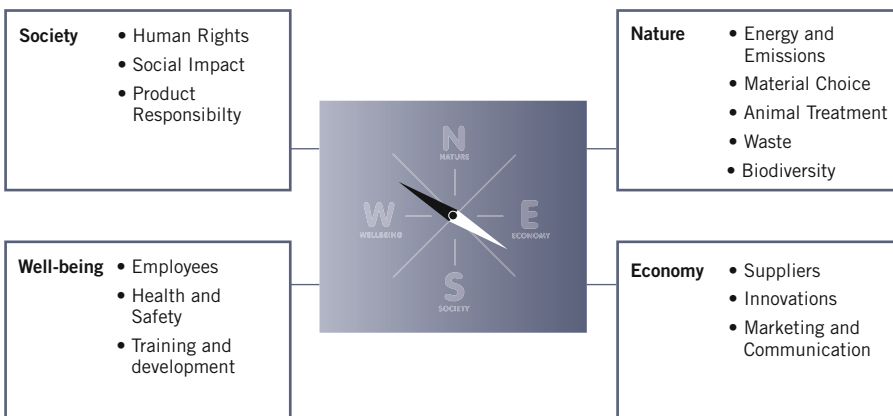 Society
• Human Rights
• Social Impact
• Product
Responsibilty
Nature
• Energy and
Emissions
• Material Choice
• Animal Treatment
• Waste
• Biodiversity
N
NATURE
W
WELLBEING
E
ECONOMY
S
SOCIETY
Well-being
• Employees
• Health and
Safety
• Training and
development
Economy
• Suppliers
• Innovations
• Marketing and
Communication